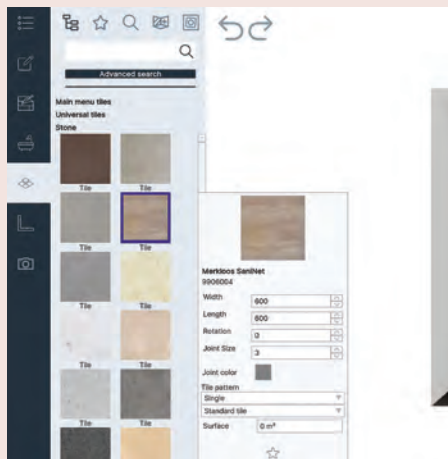 Advanced search
Main menu tiles
Universal tiles
Stone
Tile Tile
Tile Tile
Tile Tile
Tile Tile
Tile Tile
Merkloos SaniNet
9906004
Width 600
Length 600
Rotation 0
Joint Size 3
Joint color
Tile pattern
Single
Standard tile
Surface 0 m²